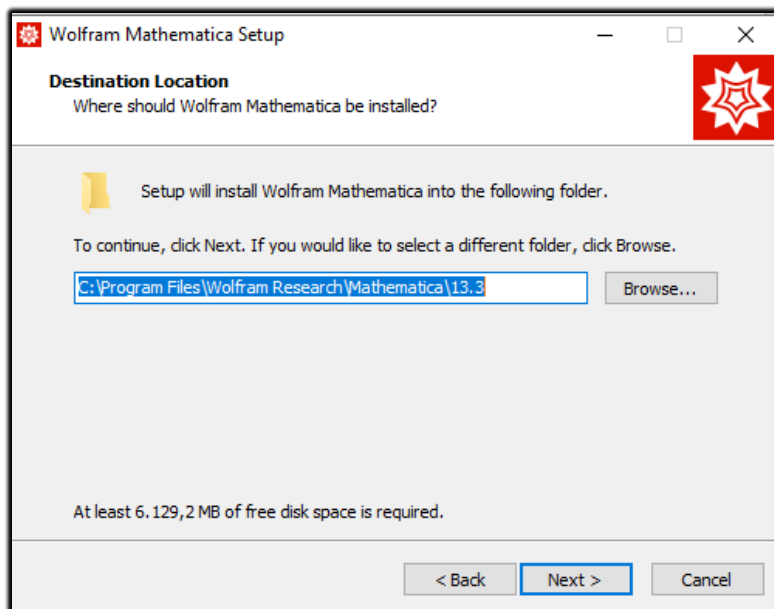 Wolfram Mathematica Setup
Destination Location
Where should Wolfram Mathematica be installed?
Setup will install Wolfram Mathematica into the following folder.
To continue, click Next. If you would like to select a different folder, click Browse.
C:\Program Files\Wolfram Research\Mathematica\13.3
Browse...
At least 6.129,2 MB of free disk space is required.
< Back Next > Cancel